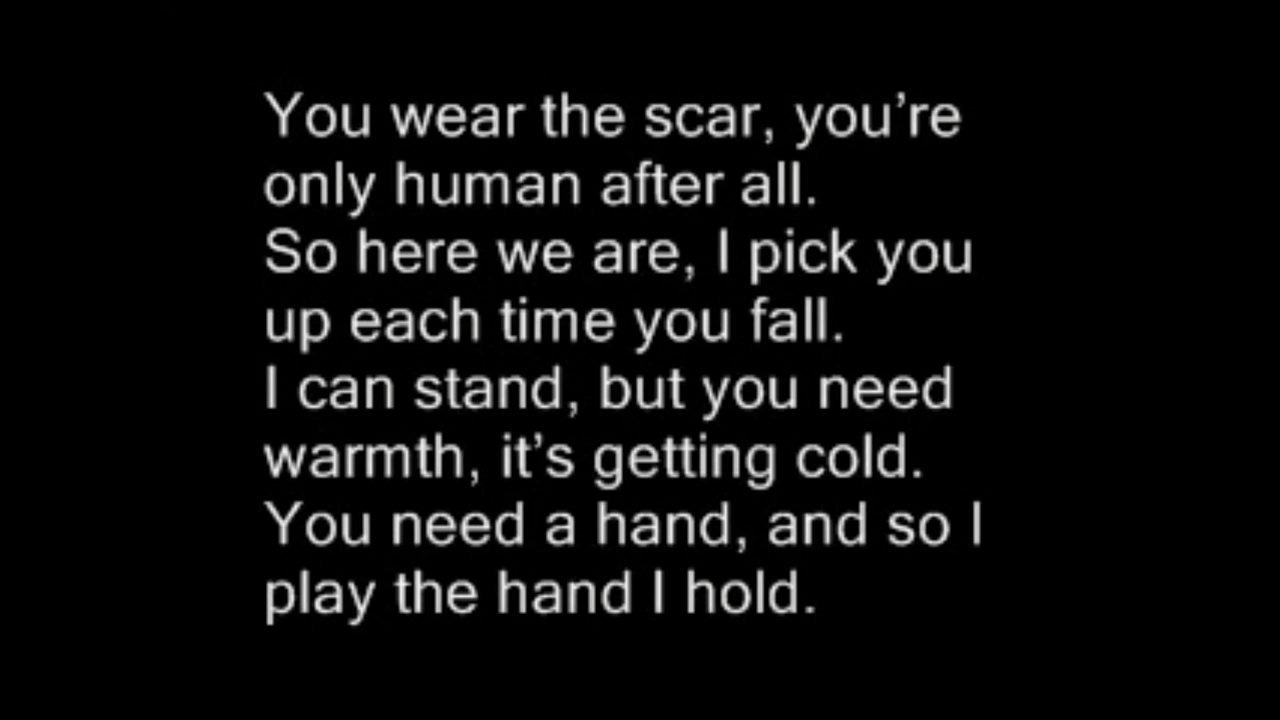 You wear the scar, you’re
only human after all.
So here we are, I pick you
up each time you fall.
I can stand, but you need
warmth, it’s getting cold.
You need a hand, and so I
play the hand I hold.